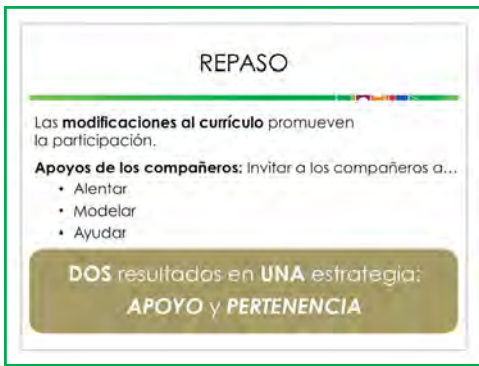 REPASO
Las modificaciones al currículo promueven
la participación.
Apoyos de los compañeros: Invitar a los compañeros a...
• Alentar
• Modelar
• Ayudar
DOS resultados en UNA estrategia:
APOYO y PERTENENCIA